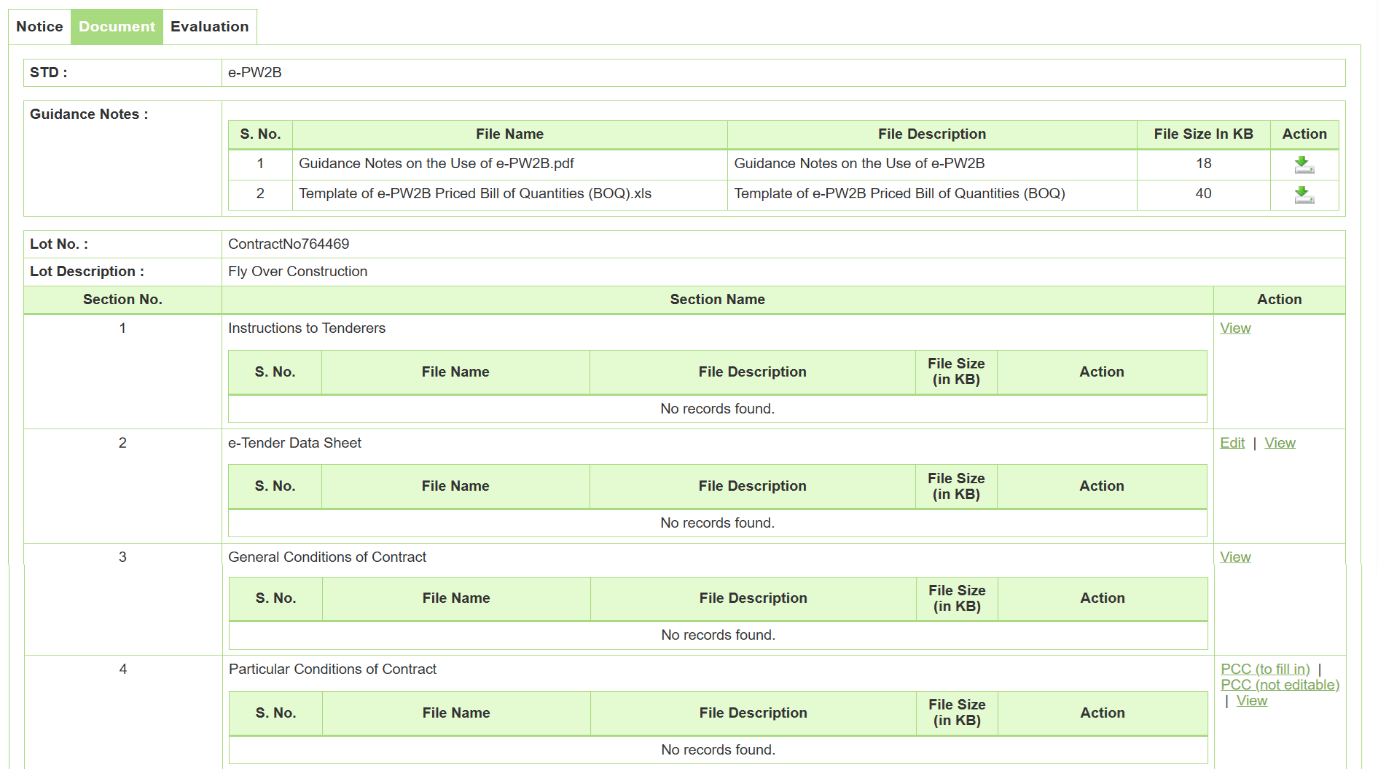 Notice Document Evaluation
STD : e-PW2B
Guidance Notes :
S. No. File Name File Description File Size In KB Action
1 Guidance Notes on the Use of e-PW2B.pdf Guidance Notes on the Use of e-PW2B 18
2 Template of e-PW2B Priced Bill of Quantities (BOQ).xls Template of e-PW2B Priced Bill of Quantities (BOQ) 40
Lot No. : ContractNo764469
Lot Description : Fly Over Construction
Section No. Section Name Action
1 Instructions to Tenderers View
S. No. File Name File Description File Size (in KB) Action
No records found.
2 e-Tender Data Sheet Edit | View
S. No. File Name File Description File Size (in KB) Action
No records found.
3 General Conditions of Contract View
S. No. File Name File Description File Size (in KB) Action
No records found.
4 Particular Conditions of Contract PCC (to fill in) |
PCC (not editable)
| View
S. No. File Name File Description File Size (in KB) Action
No records found.